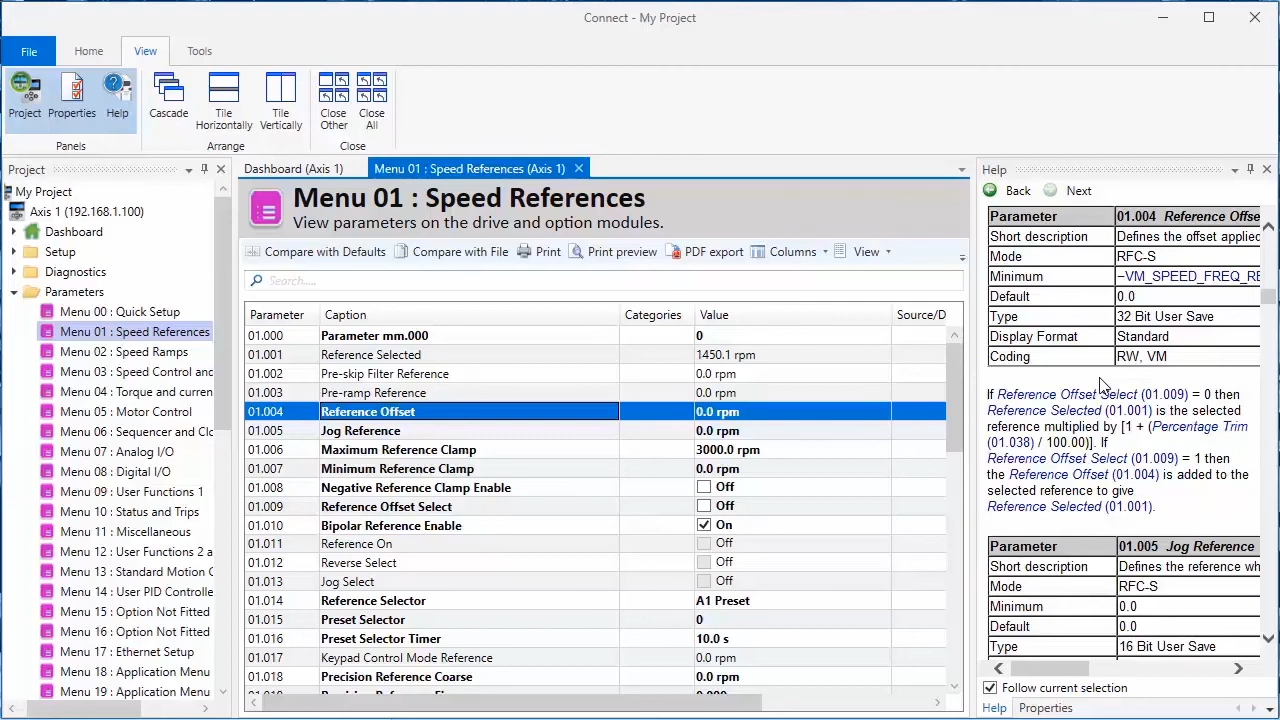 Connect - My Project
File
Home
View
Tools
Project
Properties
Help
Cascade
Tile Horizontally
Tile Vertically
Close Other
Close All
Panels
Arrange
Close
Project
My Project
Axis 1 (192.168.1.100)
Dashboard
Setup
Diagnostics
Parameters
Menu 00 : Quick Setup
Menu 01 : Speed References
Menu 02 : Speed Ramps
Menu 03 : Speed Control and
Menu 04 : Torque and curren
Menu 05 : Motor Control
Menu 06 : Sequencer and Clo
Menu 07 : Analog I/O
Menu 08 : Digital I/O
Menu 09 : User Functions 1
Menu 10 : Status and Trips
Menu 11 : Miscellaneous
Menu 12 : User Functions 2 a
Menu 13 : Standard Motion C
Menu 14 : User PID Controlle
Menu 15 : Option Not Fitted
Menu 16 : Option Not Fitted
Menu 17 : Ethernet Setup
Menu 18 : Application Menu
Menu 19 : Application Menu
Dashboard (Axis 1)
Menu 01 : Speed References (Axis 1)
Menu 01 : Speed References
View parameters on the drive and option modules.
Compare with Defaults
Compare with File
Print
Print preview
PDF export
Columns
View
Search....
Parameter Caption Categories Value Source/D
01.000 Parameter mm.000 0
01.001 Reference Selected 1450.1 rpm
01.002 Pre-skip Filter Reference 0.0 rpm
01.003 Pre-ramp Reference 0.0 rpm
01.004 Reference Offset 0.0 rpm
01.005 Jog Reference 0.0 rpm
01.006 Maximum Reference Clamp 3000.0 rpm
01.007 Minimum Reference Clamp 0.0 rpm
01.008 Negative Reference Clamp Enable Off
01.009 Reference Offset Select Off
01.010 Bipolar Reference Enable On
01.011 Reference On Off
01.012 Reverse Select Off
01.013 Jog Select Off
01.014 Reference Selector A1 Preset
01.015 Preset Selector 0
01.016 Preset Selector Timer 10.0 s
01.017 Keypad Control Mode Reference 0.0 rpm
01.018 Precision Reference Coarse 0.0 rpm
Help
Back
Next
Parameter 01.004 Reference Offse
Short description Defines the offset applied
Mode RFC-S
Minimum −VM_SPEED_FREQ_RE
Default 0.0
Type 32 Bit User Save
Display Format Standard
Coding RW, VM
If Reference Offset Select (01.009) = 0 then
Reference Selected (01.001) is the selected
reference multiplied by [1 + (Percentage Trim
(01.038) / 100.00)]. If
Reference Offset Select (01.009) = 1 then
the Reference Offset (01.004) is added to the
selected reference to give
Reference Selected (01.001).
Parameter 01.005 Jog Reference
Short description Defines the reference wh
Mode RFC-S
Minimum 0.0
Default 0.0
Type 16 Bit User Save
Follow current selection
Help
Properties